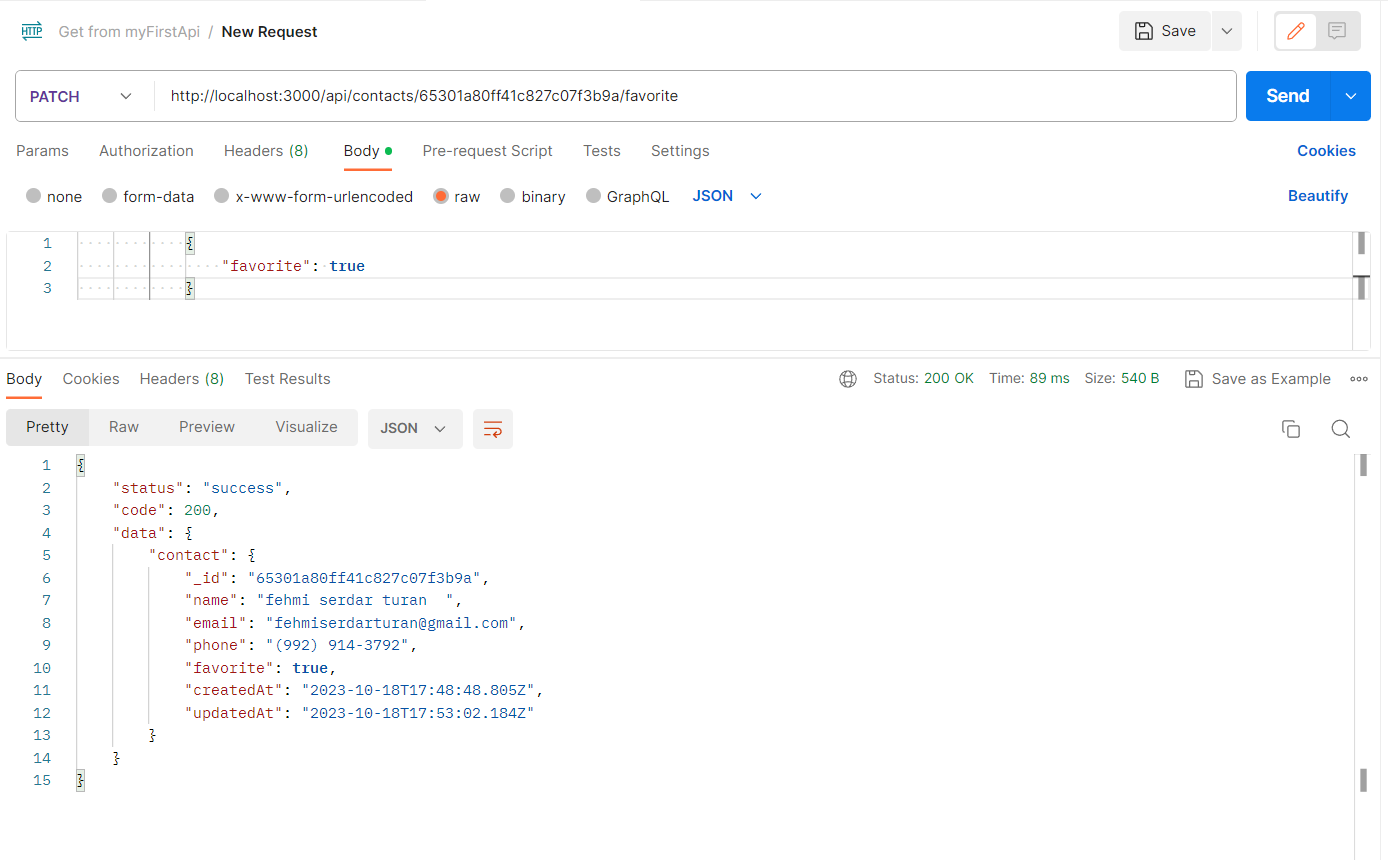 HTTP Get from myFirstApi / New Request Save
PATCH http://localhost:3000/api/contacts/65301a80ff41c827c07f3b9a/favorite Send
Params Authorization Headers (8) Body Pre-request Script Tests Settings Cookies
none form-data x-www-form-urlencoded raw binary GraphQL JSON Beautify
1 {
2 "favorite": true
3 }
Body Cookies Headers (8) Test Results Status: 200 OK Time: 89 ms Size: 540 B Save as Example
Pretty Raw Preview Visualize JSON
1 {
2 "status": "success",
3 "code": 200,
4 "data": {
5 "contact": {
6 "_id": "65301a80ff41c827c07f3b9a",
7 "name": "fehmi serdar turan  ",
8 "email": "fehmiserdarturan@gmail.com",
9 "phone": "(992) 914-3792",
10 "favorite": true,
11 "createdAt": "2023-10-18T17:48:48.805Z",
12 "updatedAt": "2023-10-18T17:53:02.184Z"
13 }
14 }
15 }